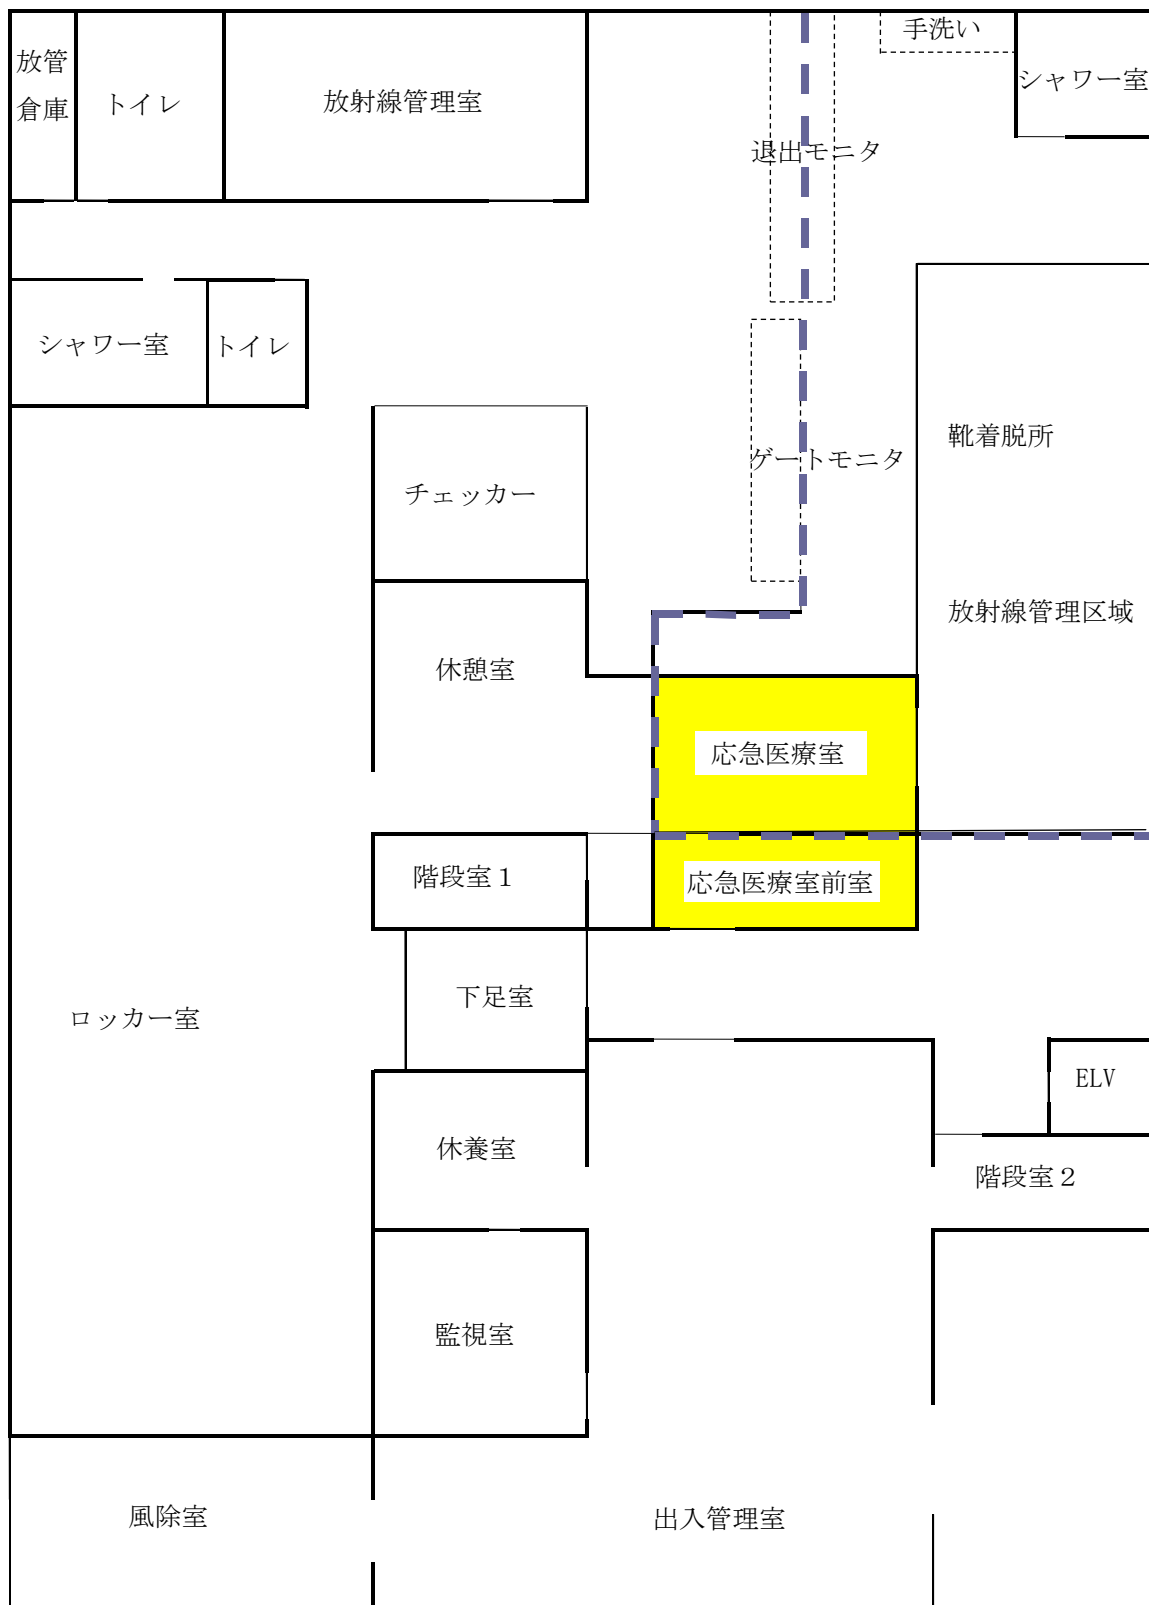 手洗い
放管
倉庫
トイレ
放射線管理室
シャワー室
退出モニタ
シャワー室
トイレ
ゲートモニタ
靴着脱所
チェッカー
放射線管理区域
休憩室
応急医療室
階段室１
応急医療室前室
下足室
ロッカー室
ELV
休養室
階段室２
監視室
風除室
出入管理室